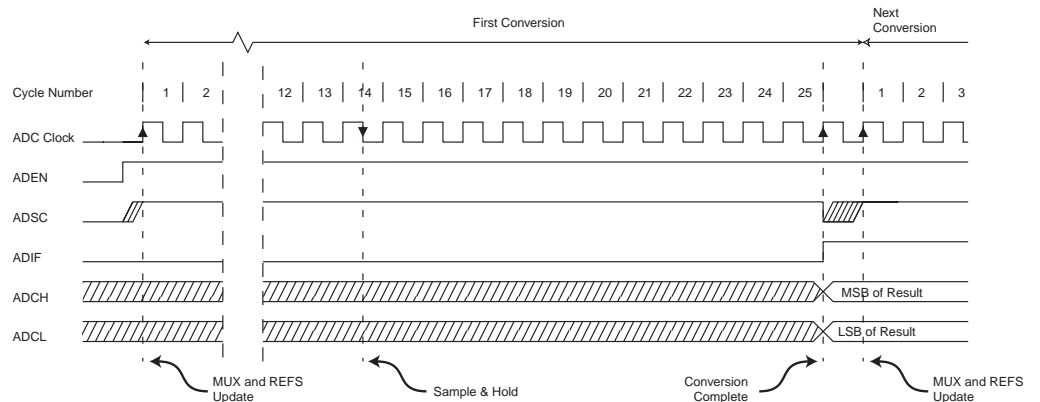 First Conversion
Next
Conversion
Cycle Number 1 2 12 13 14 15 16 17 18 19 20 21 22 23 24 25 1 2 3
ADC Clock
ADEN
ADSC
ADIF
ADCH MSB of Result
ADCL LSB of Result
MUX and REFS
Update
Sample & Hold
Conversion
Complete
MUX and REFS
Update